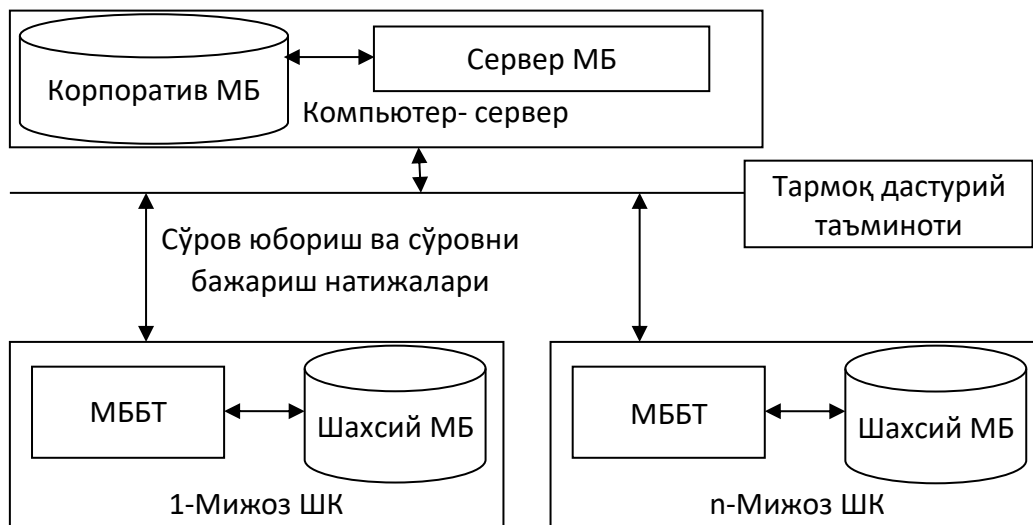 Корпоратив МБ
Сервер МБ
Компьютер- сервер
Тармоқ дастурий
таъминоти
Сўров юбориш ва сўровни
бажариш натижалари
МББТ
Шахсий МБ
1-Мижоз ШК
МББТ
Шахсий МБ
n-Мижоз ШК